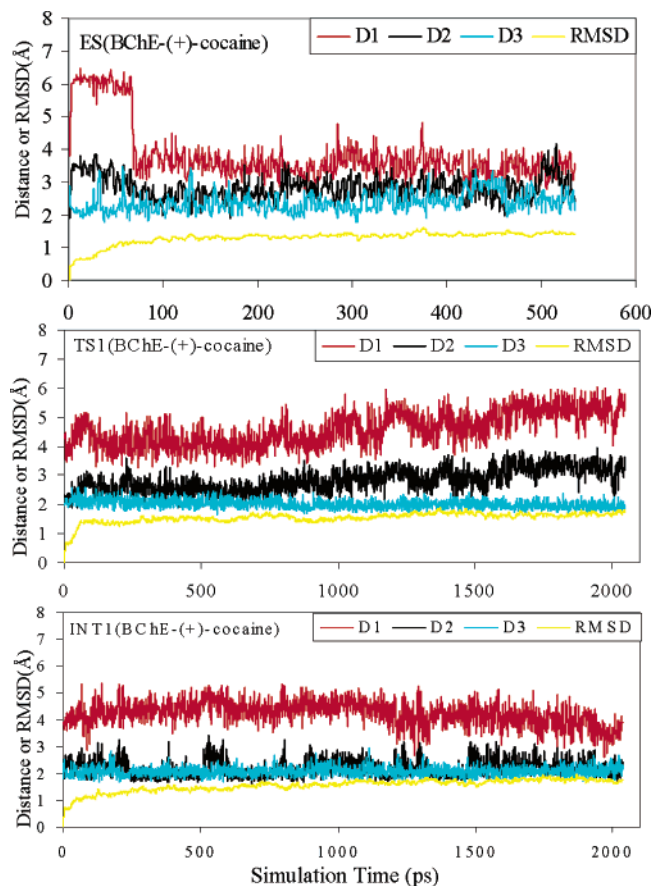 ES(BChE-(+)-cocaine)
D1 D2 D3 RMSD
Distance or RMSD(Å)
8
7
6
5
4
3
2
1
0
0 100 200 300 400 500 600
TS1(BChE-(+)-cocaine)
D1 D2 D3 RMSD
Distance or RMSD(Å)
8
7
6
5
4
3
2
1
0
0 500 1000 1500 2000
INT1(BChE-(+)-cocaine)
D1 D2 D3 RMSD
Distance or RMSD(Å)
8
7
6
5
4
3
2
1
0
0 500 1000 1500 2000
Simulation Time (ps)